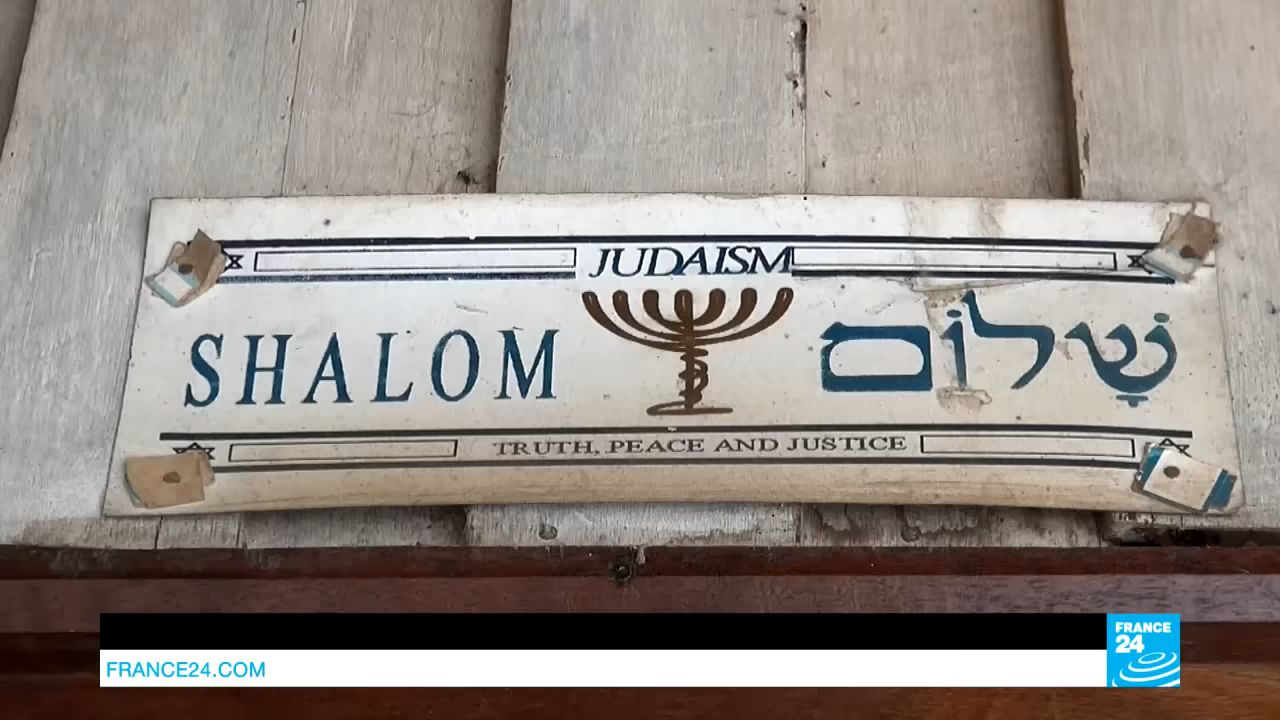 JUDAISM
SHALOM שָׁלוֹם
TRUTH, PEACE AND JUSTICE
FRANCE 24
FRANCE24.COM